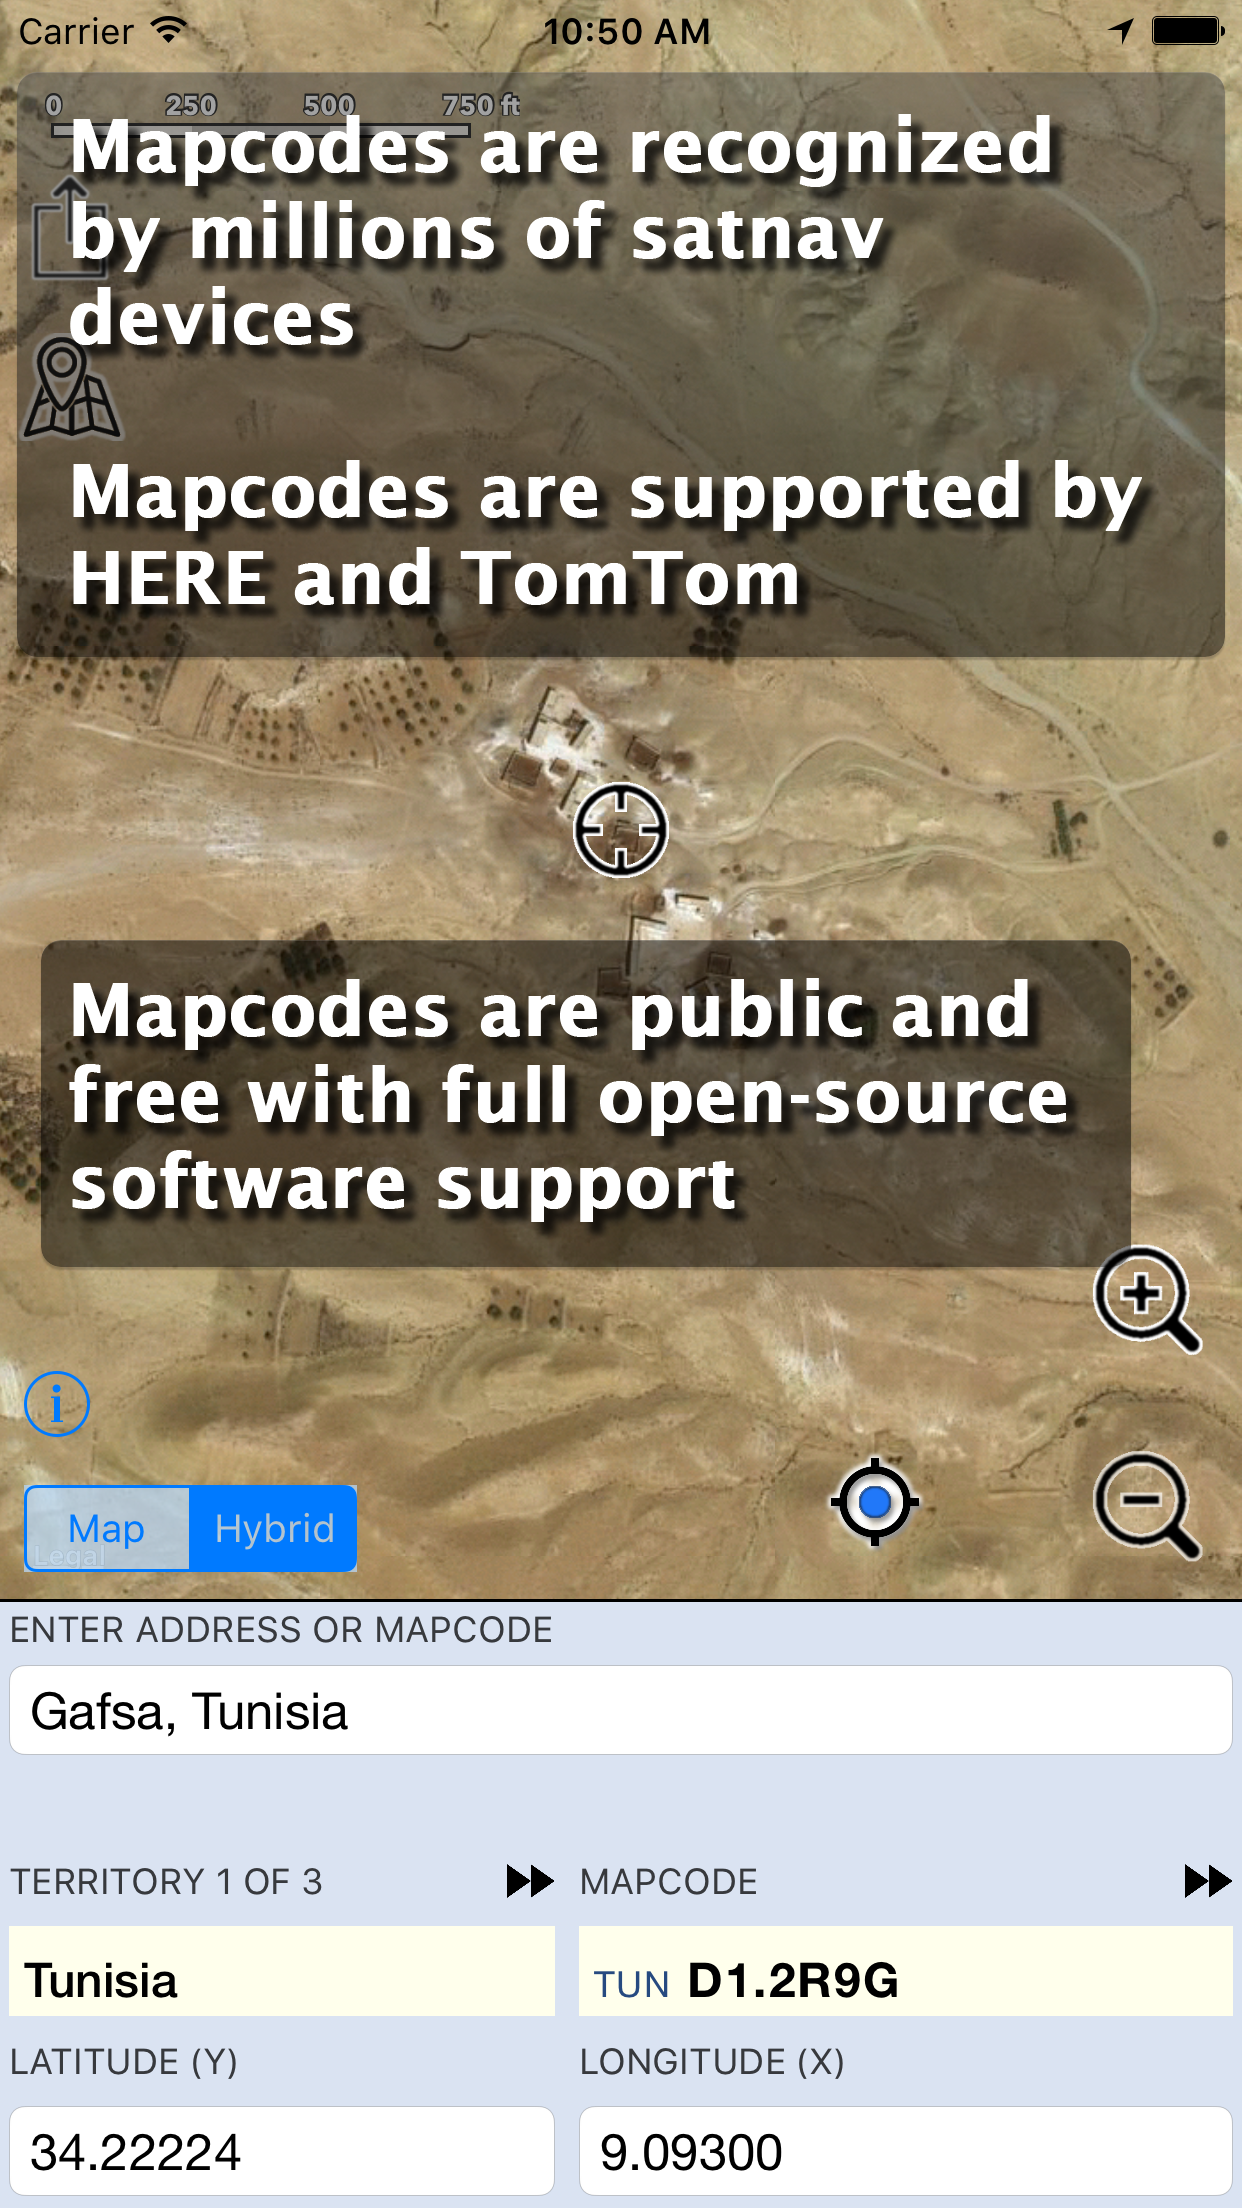 Carrier 10:50 AM
0 250 500 750 ft
Mapcodes are recognized
by millions of satnav
devices
Mapcodes are supported by
HERE and TomTom
Mapcodes are public and
free with full open-source
software support
i
Map Hybrid
Legal
ENTER ADDRESS OR MAPCODE
Gafsa, Tunisia
TERRITORY 1 OF 3 MAPCODE
Tunisia TUN D1.2R9G
LATITUDE (Y) LONGITUDE (X)
34.22224 9.09300